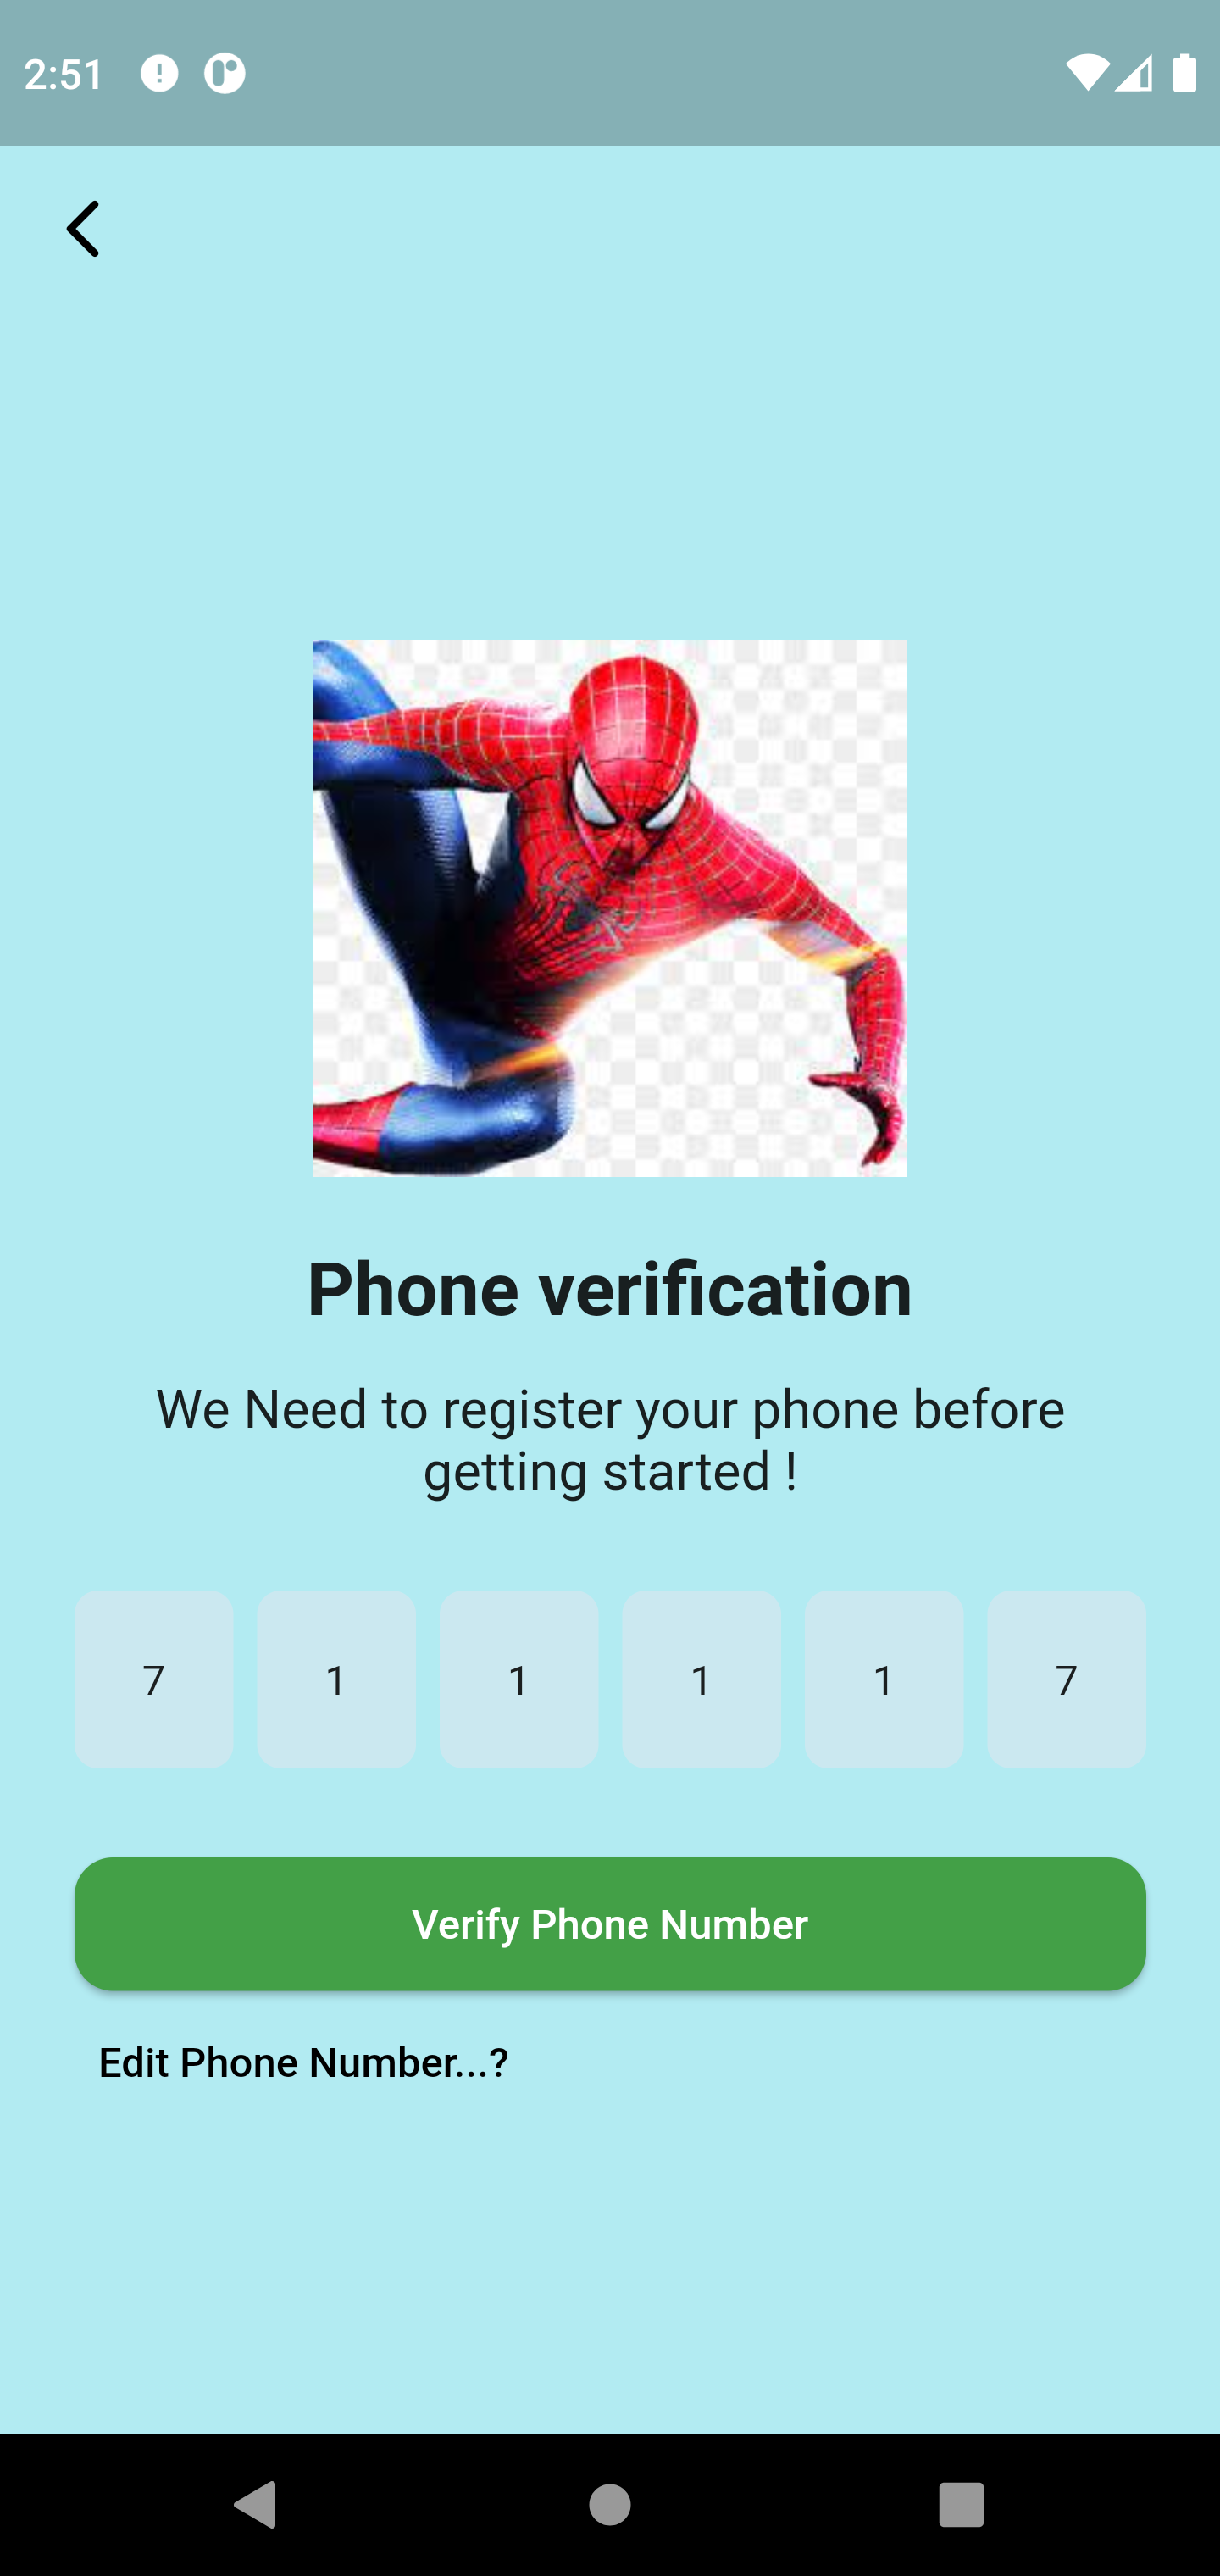 2:51
Phone verification
We Need to register your phone before
getting started !
7 1 1 1 1 7
Verify Phone Number
Edit Phone Number...?